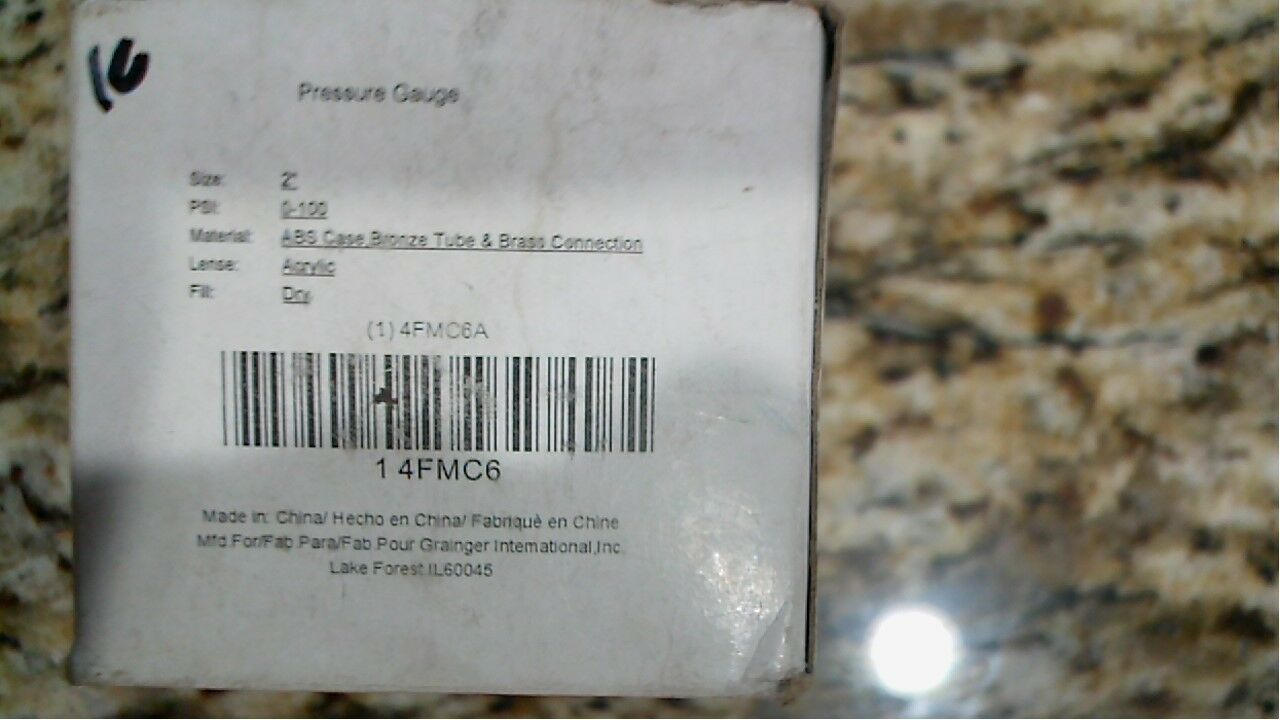 16
Pressure Gauge
Size: 2"
PSI: 0-100
Material: ABS Case,Bronze Tube & Brass Connection
Lense: Acrylic
Fill: Dry
(1) 4FMC6A
1 4FMC6
Made in: China/ Hecho en China/ Fabriquè en Chine
Mfd.For/Fab.Para/Fab.Pour Grainger International,Inc.
Lake Forest.IL60045